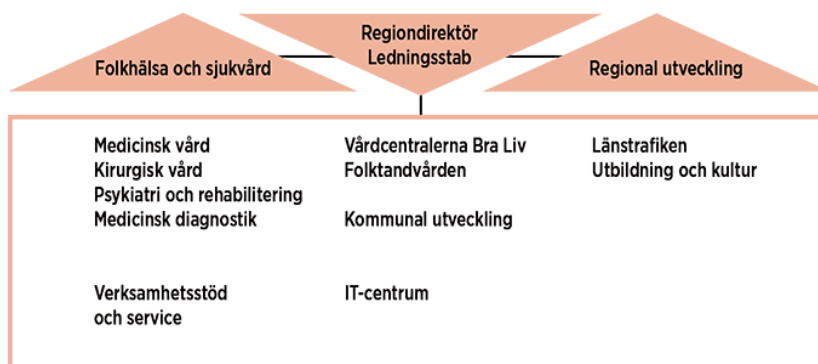 Regiondirektör
Ledningsstab
Folkhälsa och sjukvård
Regional utveckling
Medicinsk vård
Kirurgisk vård
Psykiatri och rehabilitering
Medicinsk diagnostik
Verksamhetsstöd
och service
Vårdcentralerna Bra Liv
Folktandvården
Kommunal utveckling
IT-centrum
Länstrafiken
Utbildning och kultur